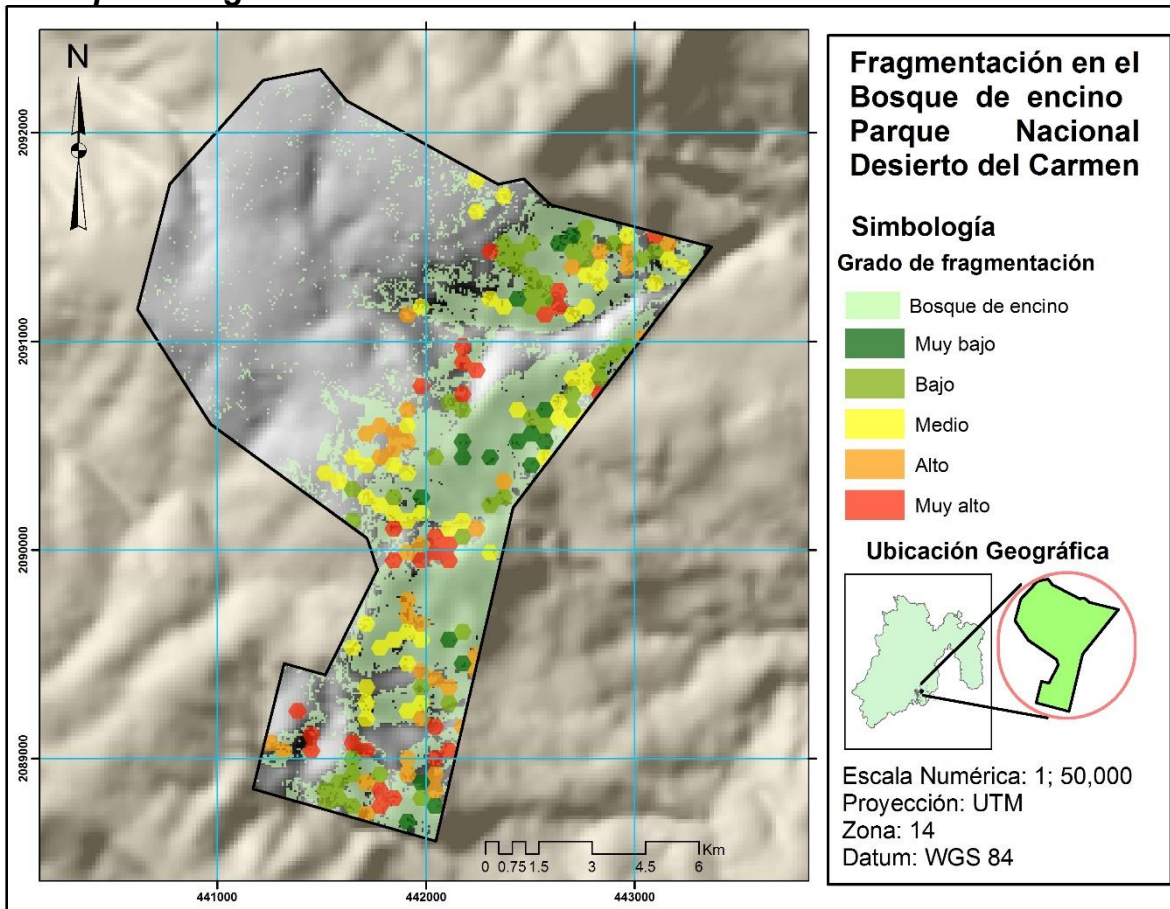 N
2092000
2091000
2090000
2089000
441000
442000
443000
Km
0 0.75 1.5 3 4.5 6
Fragmentación en el
Bosque de encino
Parque Nacional
Desierto del Carmen
Simbología
Grado de fragmentación
Bosque de encino
Muy bajo
Bajo
Medio
Alto
Muy alto
Ubicación Geográfica
Escala Numérica: 1; 50,000
Proyección: UTM
Zona: 14
Datum: WGS 84